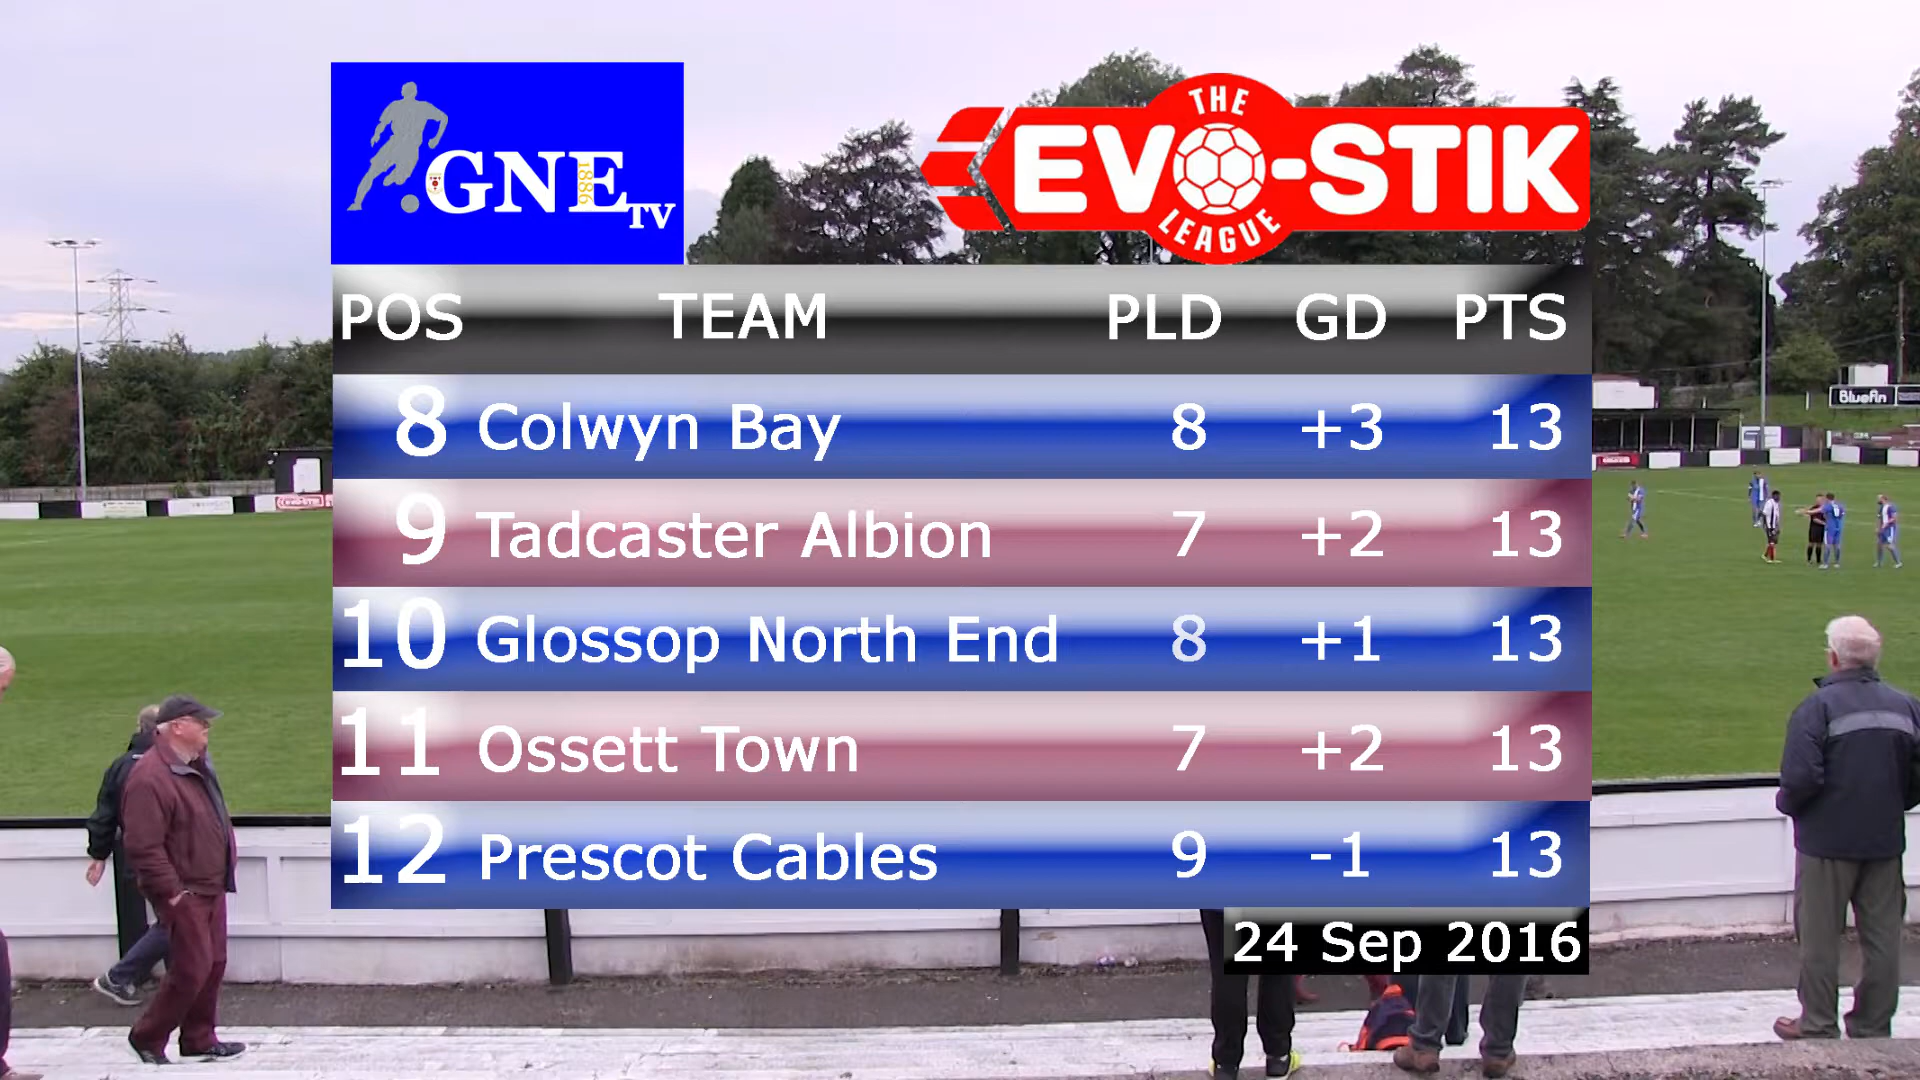 GNE TV
1886
THE
EVO-STIK
LEAGUE
POS TEAM PLD GD PTS
8 Colwyn Bay 8 +3 13
9 Tadcaster Albion 7 +2 13
10 Glossop North End 8 +1 13
11 Ossett Town 7 +2 13
12 Prescot Cables 9 -1 13
24 Sep 2016
Bluefin
EVO-STIK